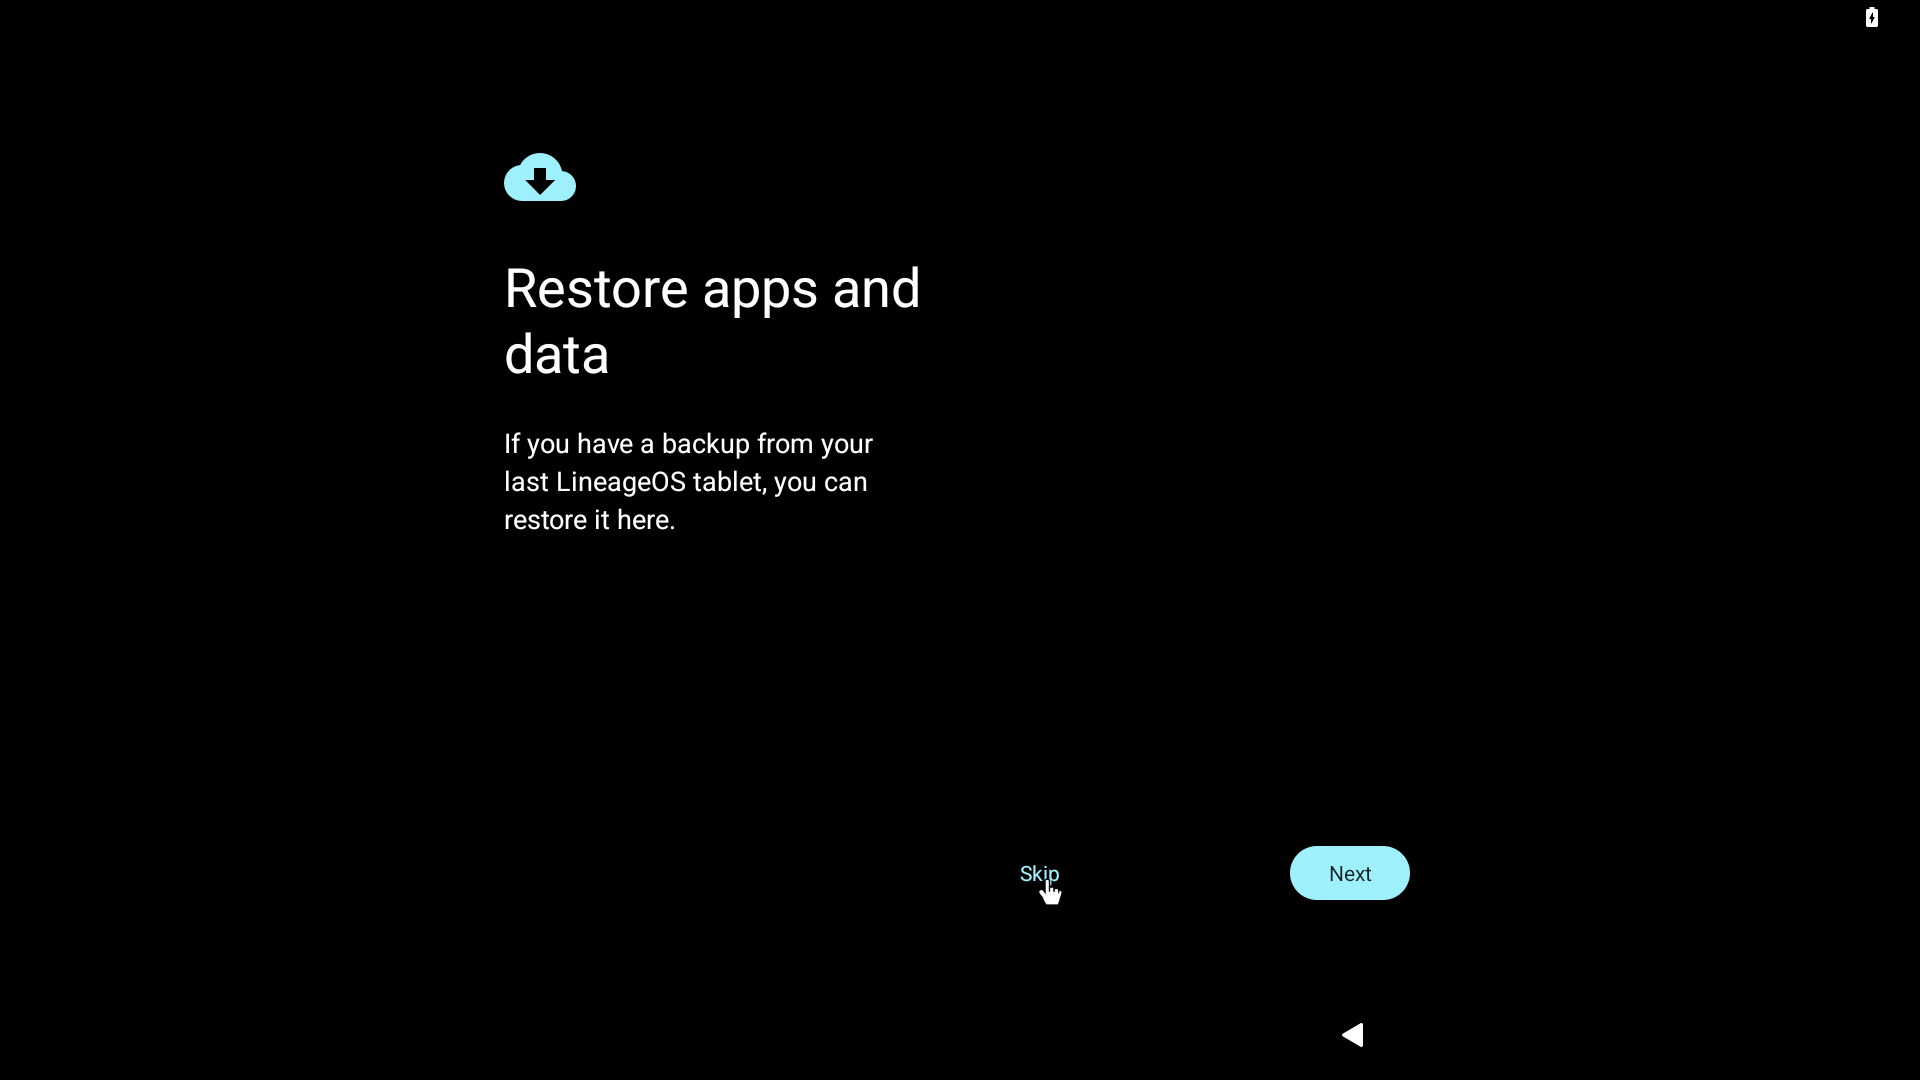 Restore apps and
data
If you have a backup from your
last LineageOS tablet, you can
restore it here.
Skip
Next